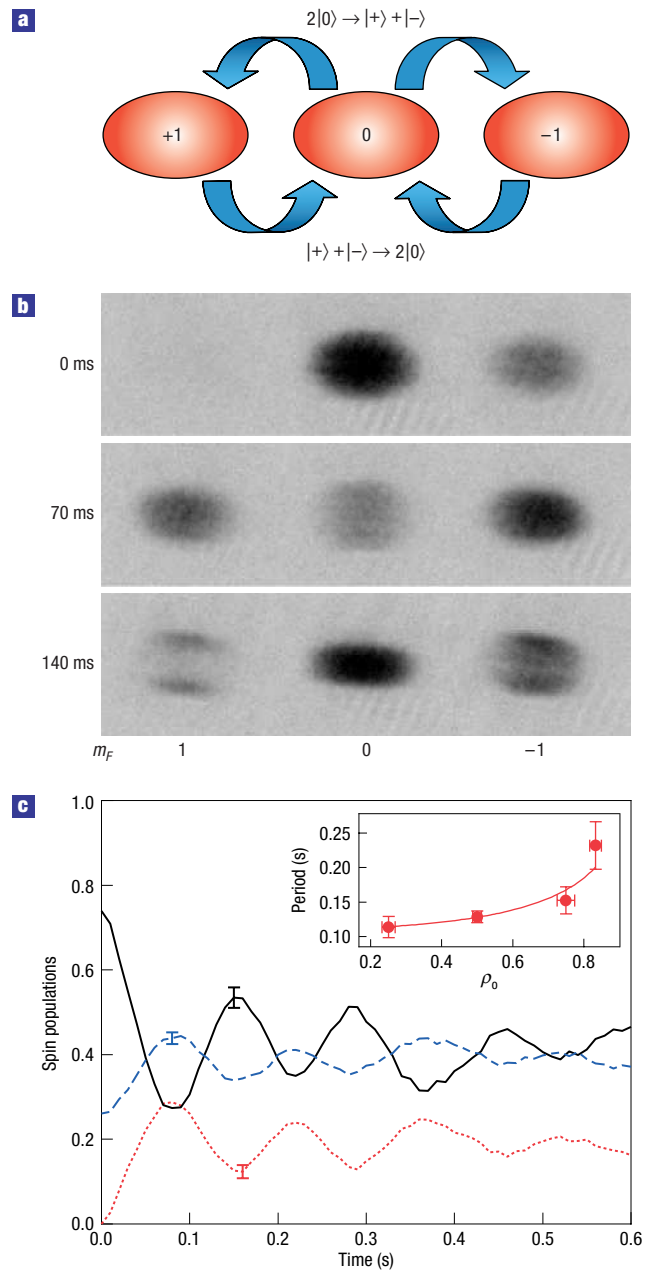 a
2|0⟩ → |+⟩ + |−⟩
+1
0
−1
|+⟩ + |−⟩ → 2|0⟩
b
0 ms
70 ms
140 ms
m_F 1 0 −1
c
1.0
0.8
0.6
0.4
0.2
0.0
Spin populations
0.0 0.1 0.2 0.3 0.4 0.5 0.6
Time (s)
0.25
0.20
0.15
0.10
Period (s)
0.2 0.4 0.6 0.8
ρ_o